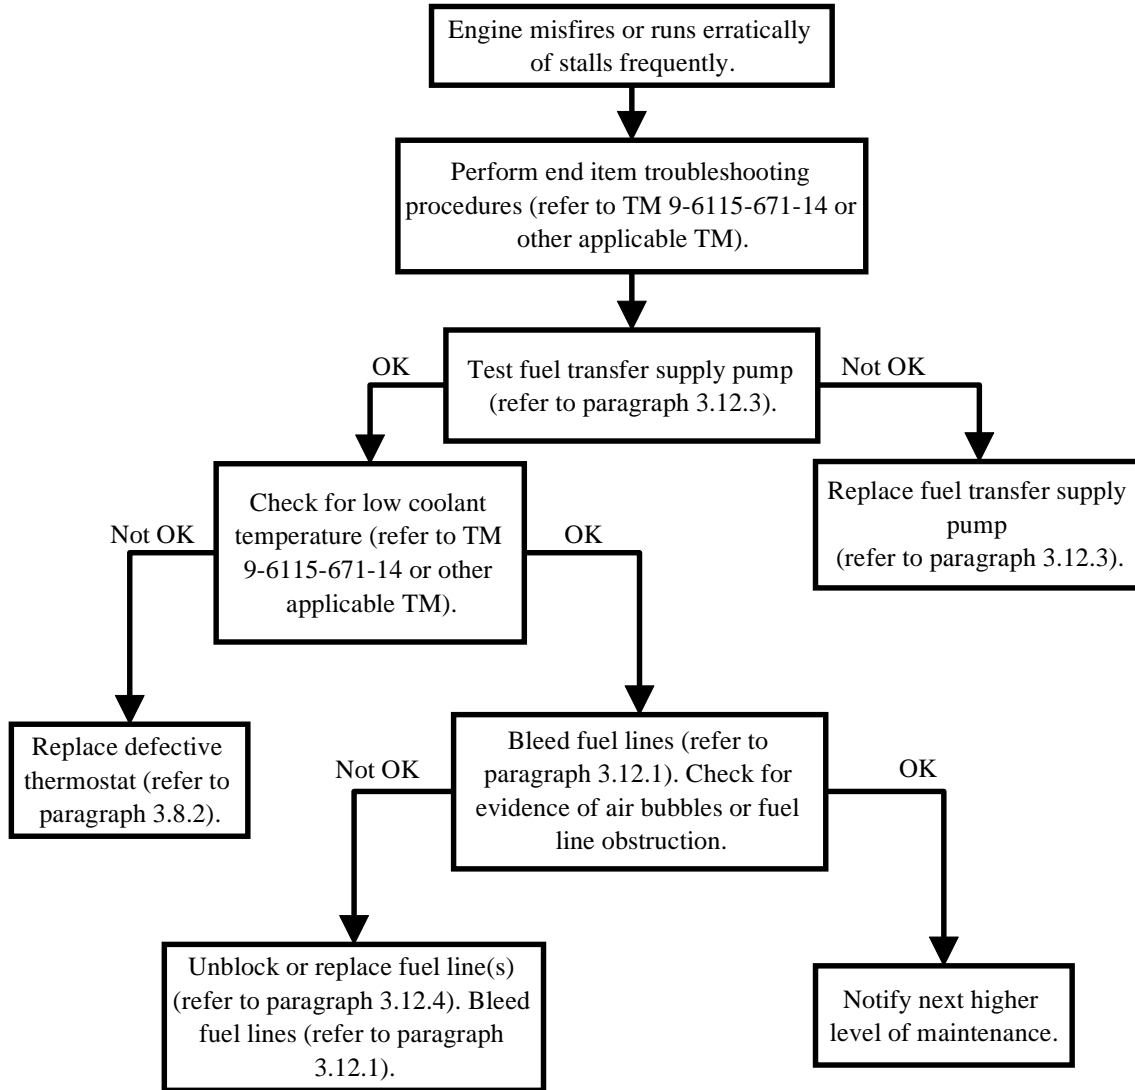 Engine misfires or runs erratically
of stalls frequently.
Perform end item troubleshooting
procedures (refer to TM 9-6115-671-14 or
other applicable TM).
OK
Test fuel transfer supply pump
(refer to paragraph 3.12.3).
Not OK
Not OK
Check for low coolant
temperature (refer to TM
9-6115-671-14 or other
applicable TM).
OK
Replace fuel transfer supply
pump
(refer to paragraph 3.12.3).
Replace defective
thermostat (refer to
paragraph 3.8.2).
Not OK
Bleed fuel lines (refer to
paragraph 3.12.1). Check for
evidence of air bubbles or fuel
line obstruction.
OK
Unblock or replace fuel line(s)
(refer to paragraph 3.12.4). Bleed
fuel lines (refer to paragraph
3.12.1).
Notify next higher
level of maintenance.